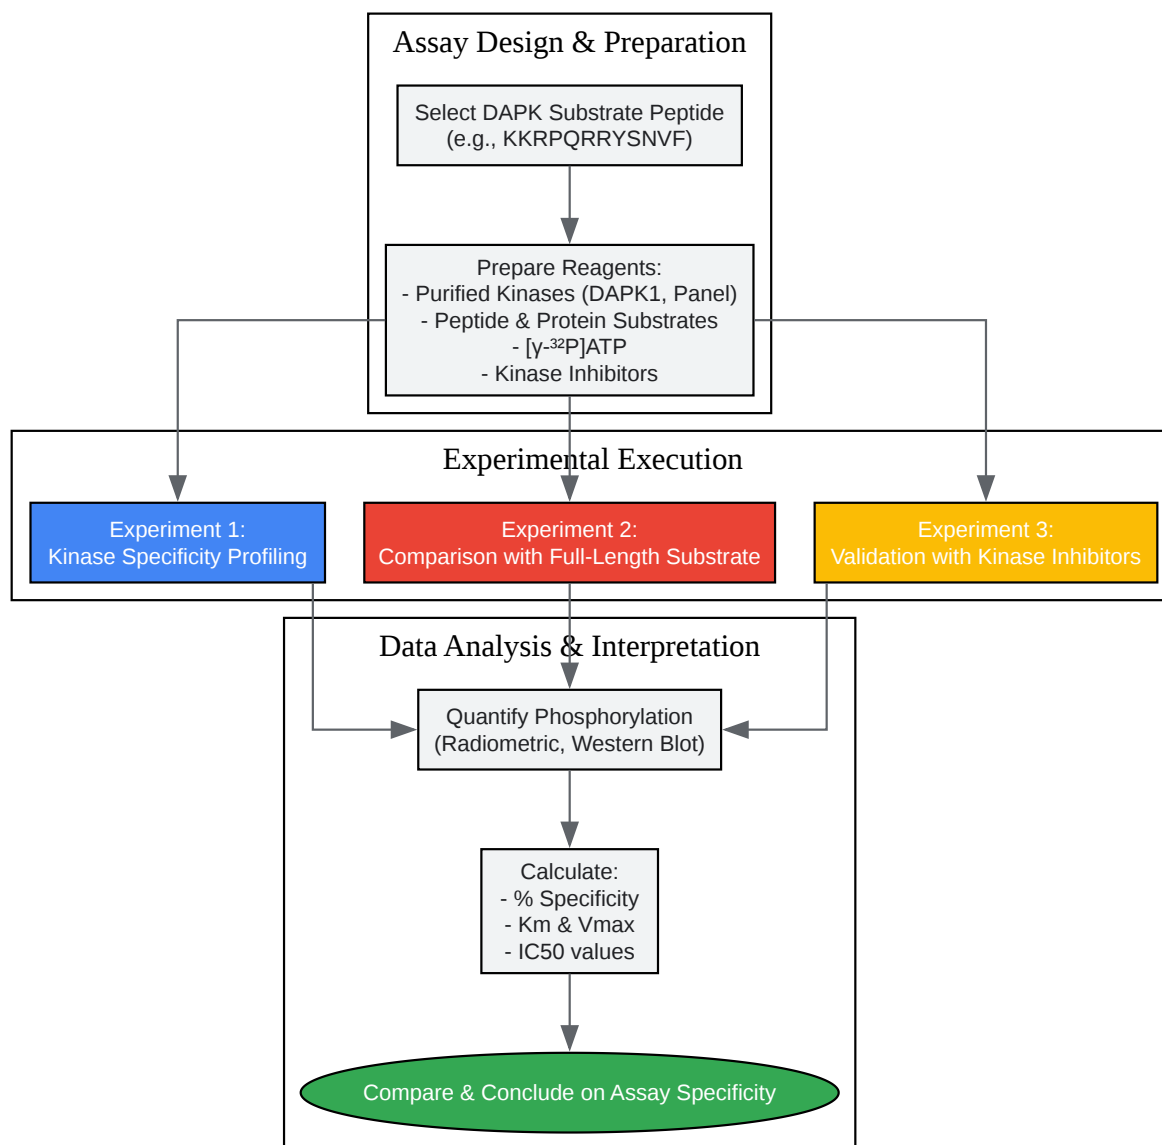 Assay Design & Preparation
Select DAPK Substrate Peptide
(e.g., KKRPQRRYSNVF)
Prepare Reagents:
- Purified Kinases (DAPK1, Panel)
- Peptide & Protein Substrates
- [γ-³²P]ATP
- Kinase Inhibitors
Experimental Execution
Experiment 1:
Kinase Specificity Profiling
Experiment 2:
Comparison with Full-Length Substrate
Experiment 3:
Validation with Kinase Inhibitors
Data Analysis & Interpretation
Quantify Phosphorylation
(Radiometric, Western Blot)
Calculate:
- % Specificity
- Km & Vmax
- IC50 values
Compare & Conclude on Assay Specificity